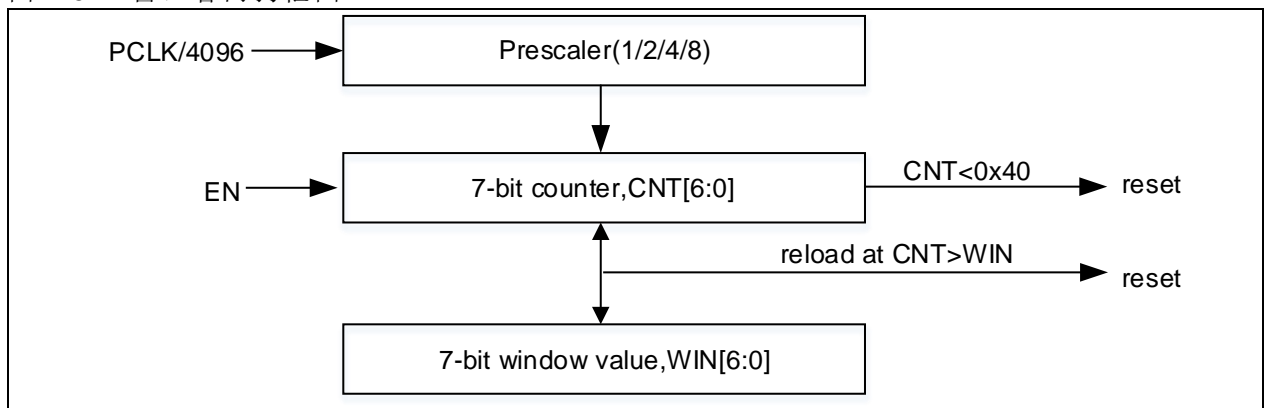 PCLK/4096
Prescaler(1/2/4/8)
EN
7-bit counter,CNT[6:0]
CNT<0x40
reset
reload at CNT>WIN
reset
7-bit window value,WIN[6:0]